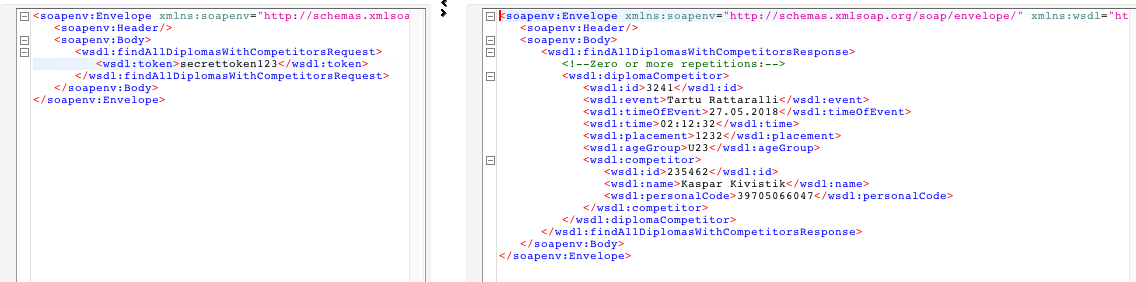 <soapenv:Envelope xmlns:soapenv="http://schemas.xmlsoa
<soapenv:Header/>
<soapenv:Body>
<wsdl:findAllDiplomasWithCompetitorsRequest>
<wsdl:token>secrettoken123</wsdl:token>
</wsdl:findAllDiplomasWithCompetitorsRequest>
</soapenv:Body>
</soapenv:Envelope>
<soapenv:Envelope xmlns:soapenv="http://schemas.xmlsoap.org/soap/envelope/" xmlns:wsdl="ht
<soapenv:Header/>
<soapenv:Body>
<wsdl:findAllDiplomasWithCompetitorsResponse>
<!--Zero or more repetitions:-->
<wsdl:diplomaCompetitor>
<wsdl:id>3241</wsdl:id>
<wsdl:event>Tartu Rattaralli</wsdl:event>
<wsdl:timeOfEvent>27.05.2018</wsdl:timeOfEvent>
<wsdl:time>02:12:32</wsdl:time>
<wsdl:placement>1232</wsdl:placement>
<wsdl:ageGroup>U23</wsdl:ageGroup>
<wsdl:competitor>
<wsdl:id>235462</wsdl:id>
<wsdl:name>Kaspar Kivistik</wsdl:name>
<wsdl:personalCode>39705066047</wsdl:personalCode>
</wsdl:competitor>
</wsdl:diplomaCompetitor>
</wsdl:findAllDiplomasWithCompetitorsResponse>
</soapenv:Body>
</soapenv:Envelope>